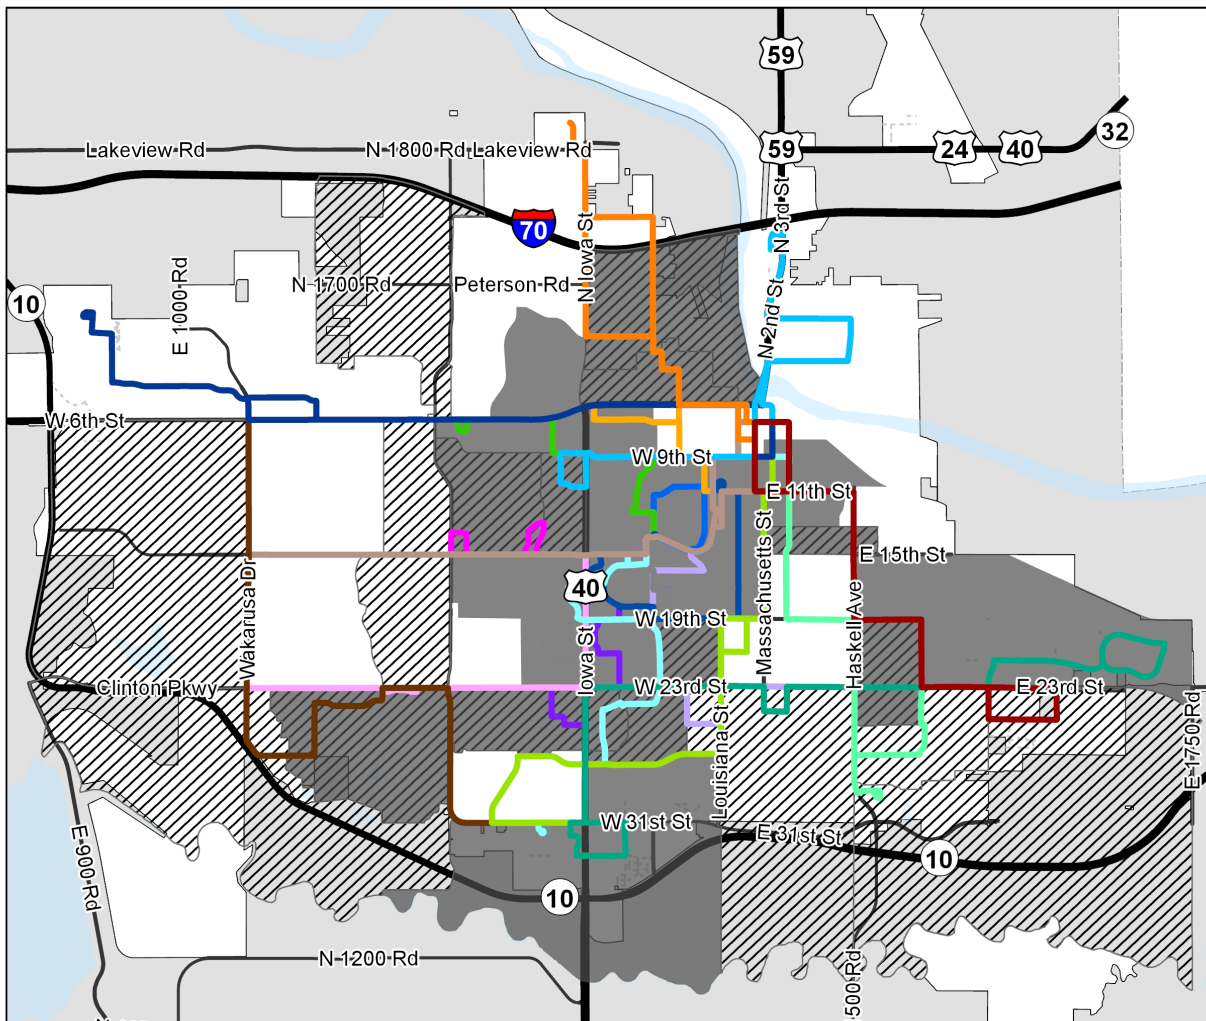 59
32
Lakeview Rd
N 1800 Rd
Lakeview Rd
59
24
40
70
N 3rd St
N Iowa St
E 1000 Rd
N 1700 Rd
Peterson Rd
10
N 2nd St
W 6th St
W 9th St
E 11th St
Massachusetts St
E 15th St
40
Wakarusa Dr
W 19th St
Haskell Ave
Iowa St
Clinton Pkwy
W 23rd St
E 23rd St
Louisiana St
E 1750 Rd
W 31st St
E 31st St
E 900 Rd
10
10
N 1200 Rd
500 Rd